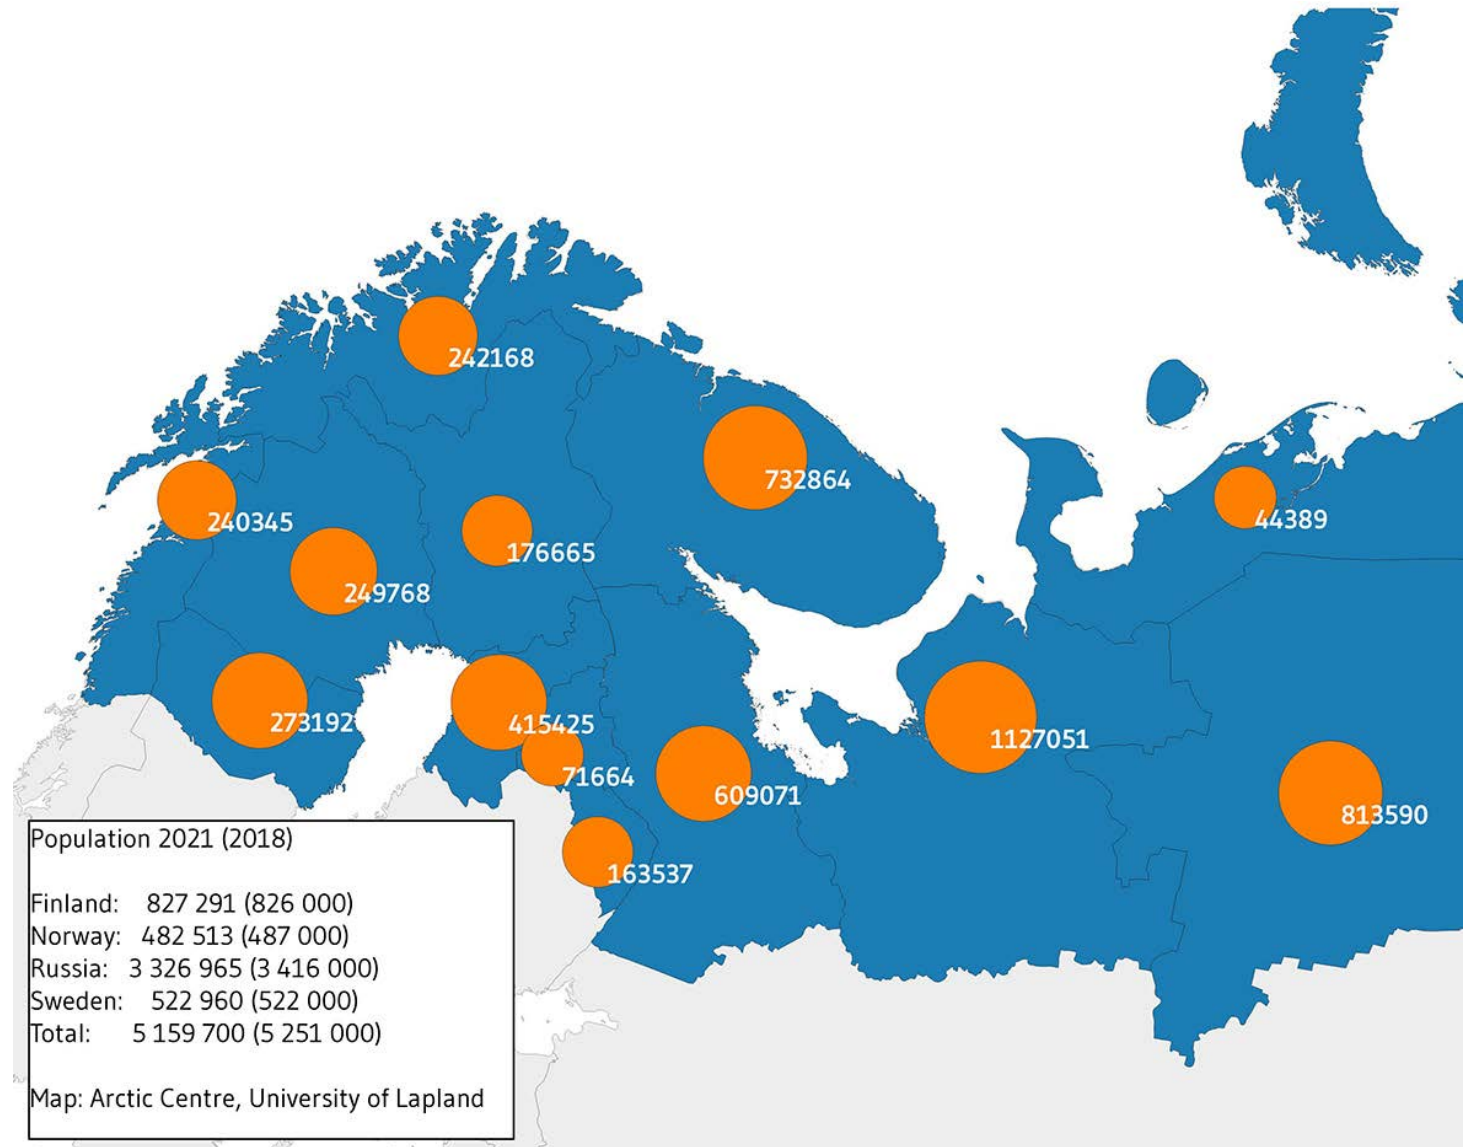 242168
732864
44389
240345
176665
249768
273192
415425
1127051
71664
609071
813590
163537
Population 2021 (2018)
Finland: 827 291 (826 000)
Norway: 482 513 (487 000)
Russia: 3 326 965 (3 416 000)
Sweden: 522 960 (522 000)
Total: 5 159 700 (5 251 000)
Map: Arctic Centre, University of Lapland